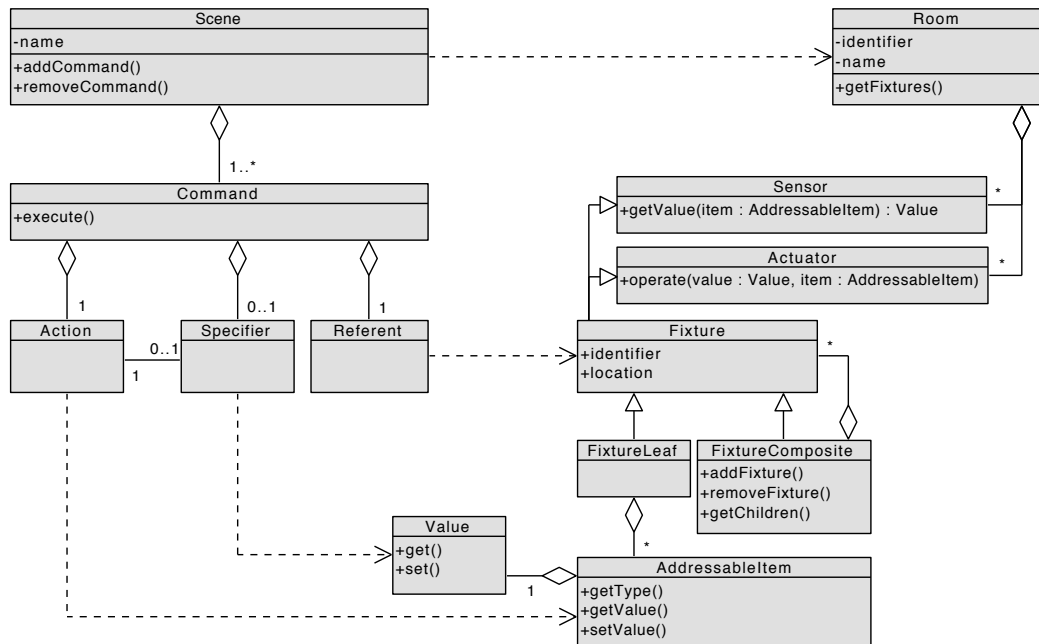 Scene
-name
+addCommand()
+removeCommand()
Room
-identifier
-name
+getFixtures()
1..*
Command
+execute()
Sensor
+getValue(item : AddressableItem) : Value
*
Actuator
+operate(value : Value, item : AddressableItem)
*
1
0..1
1
Action
Specifier
Referent
0..1
1
Fixture
+identifier
+location
*
FixtureLeaf
FixtureComposite
+addFixture()
+removeFixture()
+getChildren()
Value
+get()
+set()
*
1
AddressableItem
+getType()
+getValue()
+setValue()